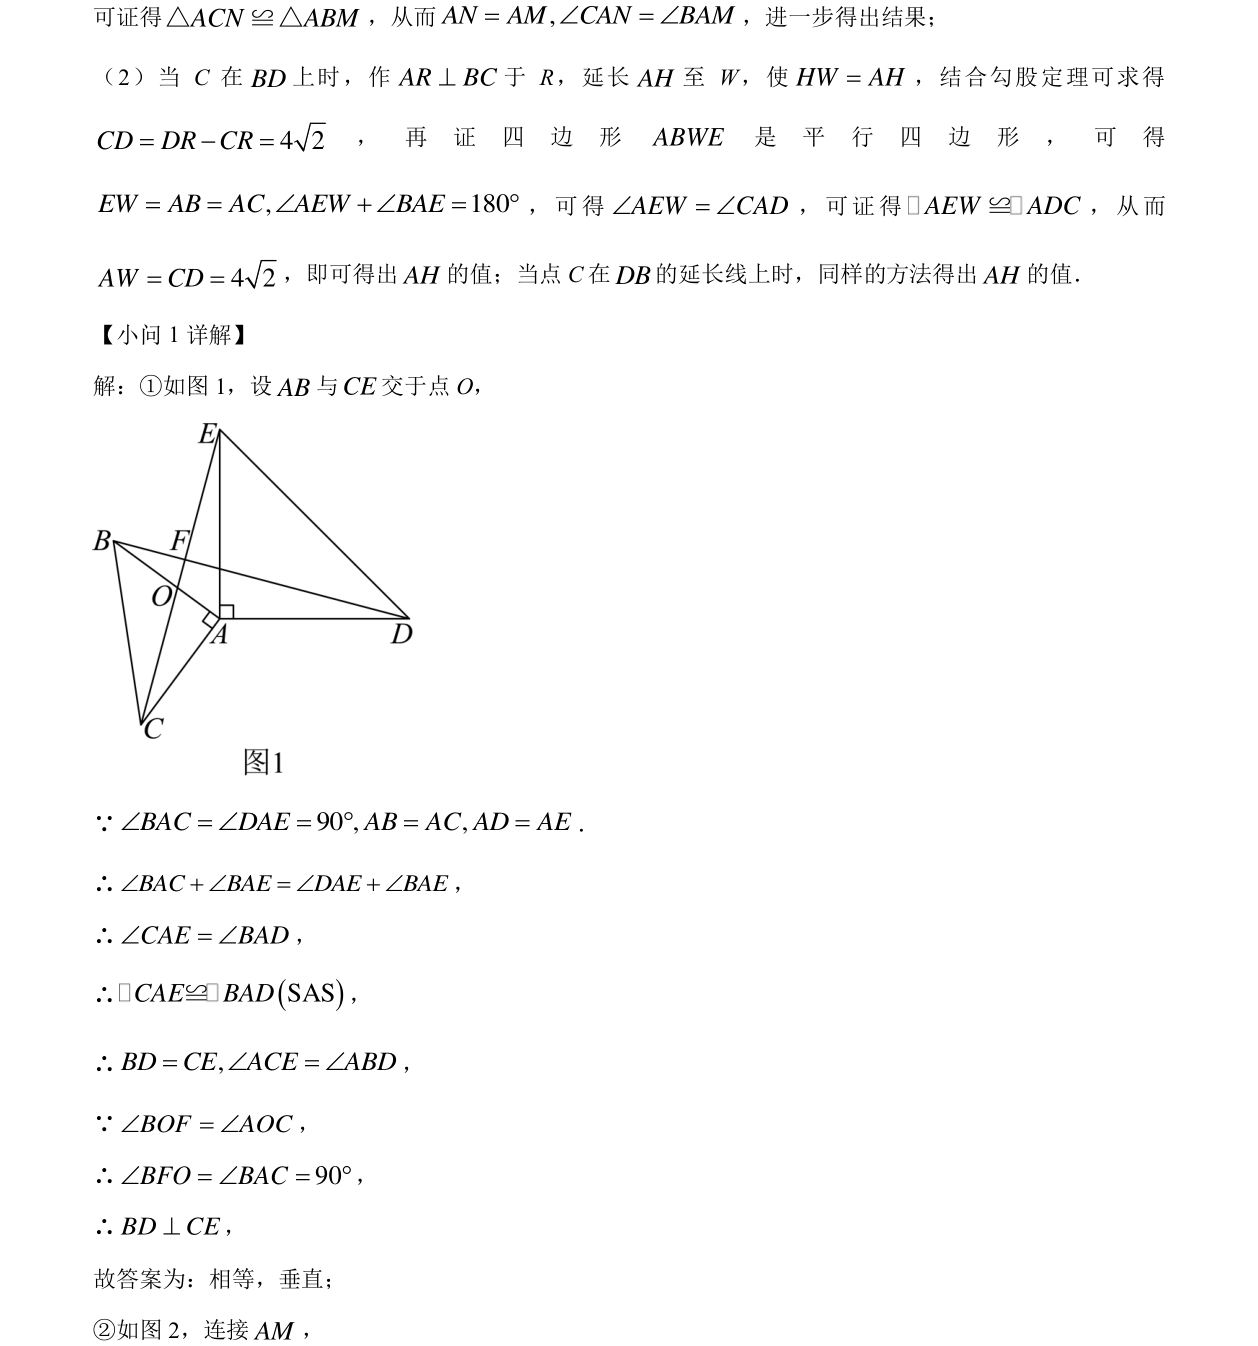 可证得△ACN ≌ △ABM，从而 AN = AM, ∠CAN = ∠BAM，进一步得出结果；
（2）当 C 在 BD 上时，作 AR ⊥ BC 于 R，延长 AH 至 W，使 HW = AH，结合勾股定理可求得
CD = DR − CR = 4√2，再证四边形 ABWE 是平行四边形，可得
EW = AB = AC, ∠AEW + ∠BAE = 180°，可得 ∠AEW = ∠CAD，可证得□AEW ≌□ADC，从而
AW = CD = 4√2，即可得出 AH 的值；当点 C 在 DB 的延长线上时，同样的方法得出 AH 的值．
【小问 1 详解】
解：①如图 1，设 AB 与 CE 交于点 O，
E
B F
O
A D
C
图1
∵ ∠BAC = ∠DAE = 90°, AB = AC, AD = AE．
∴ ∠BAC + ∠BAE = ∠DAE + ∠BAE，
∴ ∠CAE = ∠BAD，
∴□CAE≌□BAD(SAS)，
∴ BD = CE, ∠ACE = ∠ABD，
∵ ∠BOF = ∠AOC，
∴ ∠BFO = ∠BAC = 90°，
∴ BD ⊥ CE，
故答案为：相等，垂直；
②如图 2，连接 AM，